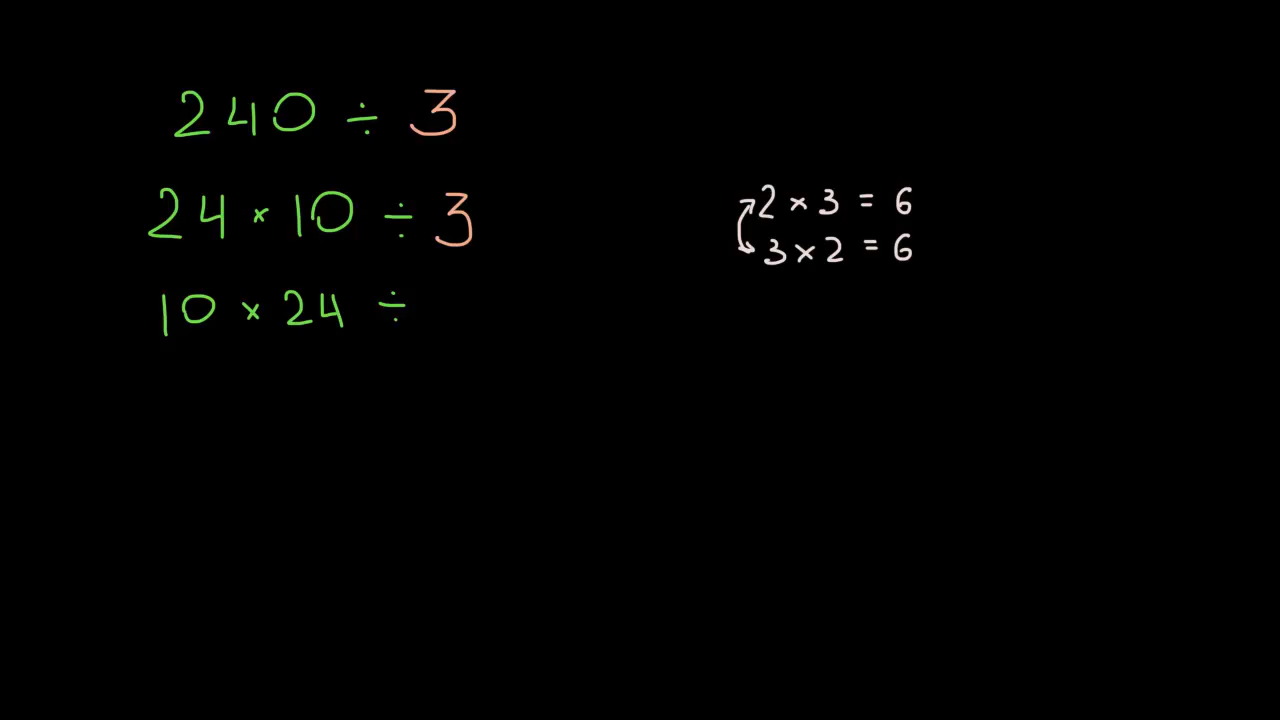 240 ÷ 3
24 × 10 ÷ 3
2 × 3 = 6
3 × 2 = 6
10 × 24 ÷